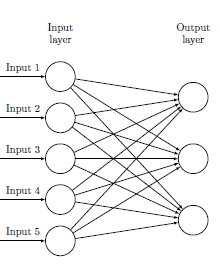 Input
layer
Output
layer
Input 1
Input 2
Input 3
Input 4
Input 5